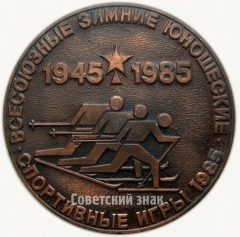 ВСЕСОЮЗНЫЕ ЗИМНИЕ ЮНОШЕСКИЕ
1945 1985
Советский знак
СПОРТИВНЫЕ ИГРЫ 1985